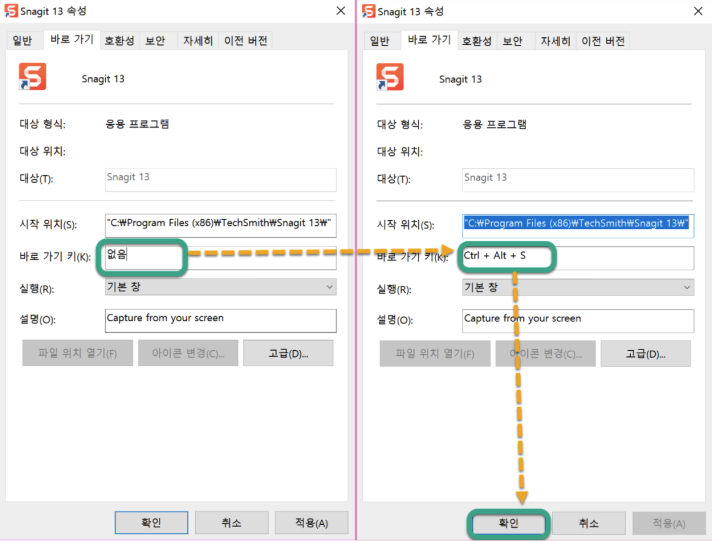 Snagit 13 속성
일반 바로 가기 호환성 보안 자세히 이전 버전
Snagit 13
대상 형식: 응용 프로그램
대상 위치:
대상(T): Snagit 13
시작 위치(S): "C:₩Program Files (x86)₩TechSmith₩Snagit 13₩"
바로 가기 키(K): 없음
실행(R): 기본 창
설명(O): Capture from your screen
파일 위치 열기(F) 아이콘 변경(C)... 고급(D)...
확인 취소 적용(A)
Snagit 13 속성
일반 바로 가기 호환성 보안 자세히 이전 버전
Snagit 13
대상 형식: 응용 프로그램
대상 위치:
대상(T): Snagit 13
시작 위치(S): "C:₩Program Files (x86)₩TechSmith₩Snagit 13₩"
바로 가기 키(K): Ctrl + Alt + S
실행(R): 기본 창
설명(O): Capture from your screen
파일 위치 열기(F) 아이콘 변경(C)... 고급(D)...
확인 취소 적용(A)